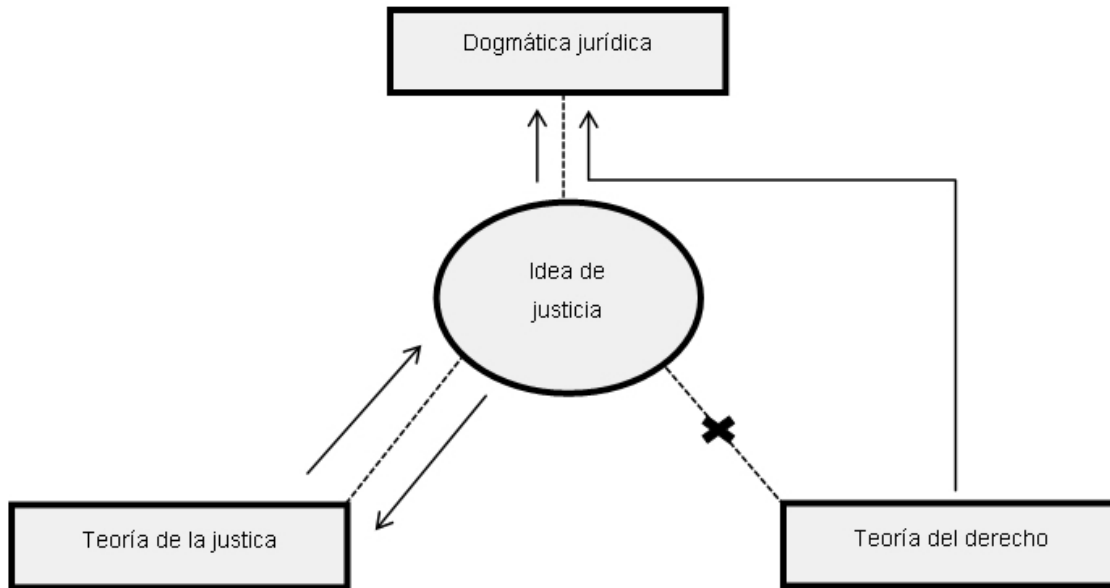 Dogmática jurídica
Idea de
justicia
Teoría de la justica
Teoría del derecho